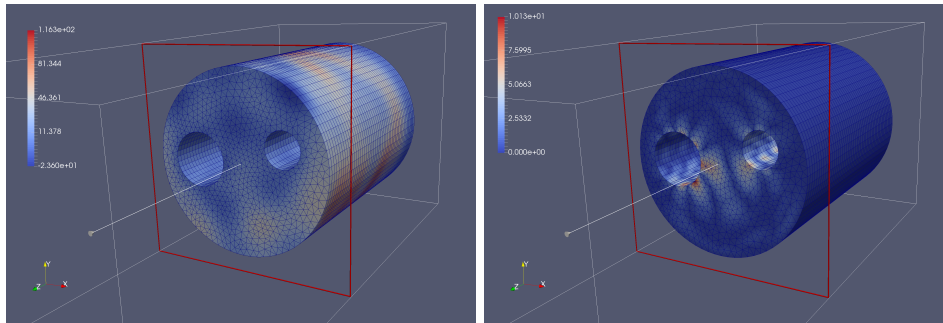 1.163e+02
81.344
46.361
11.378
-2.360e+01
Y
Z
X
1.013e+01
7.5995
5.0663
2.5332
0.000e+00
Y
Z
X